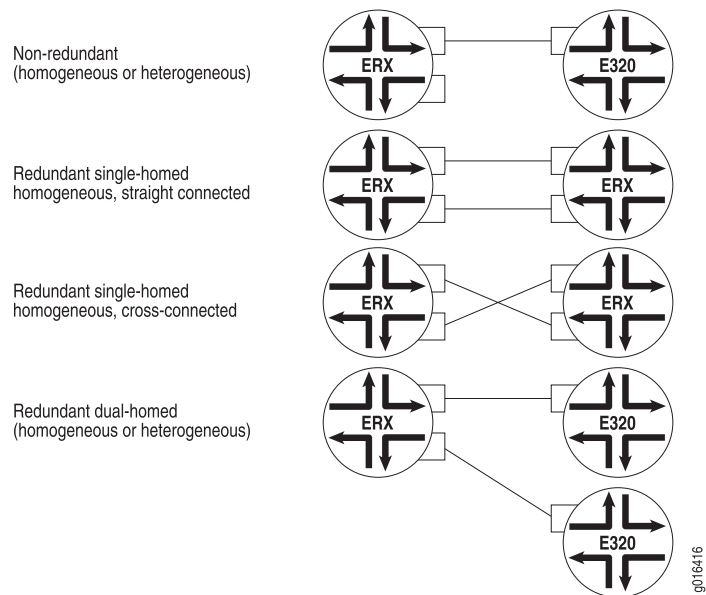 Non-redundant
(homogeneous or heterogeneous)
ERX
E320
Redundant single-homed
homogeneous, straight connected
ERX
ERX
Redundant single-homed
homogeneous, cross-connected
ERX
ERX
Redundant dual-homed
(homogeneous or heterogeneous)
ERX
E320
E320
g016416